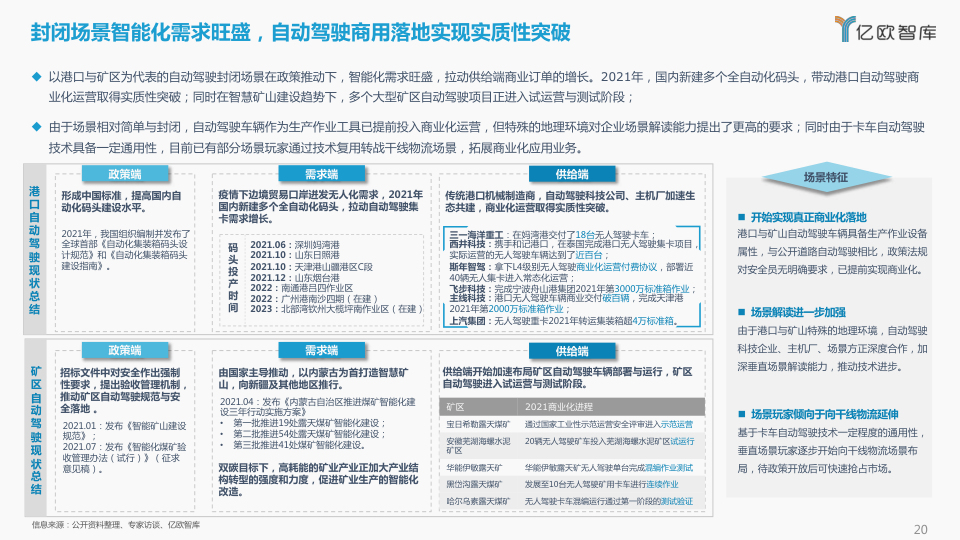 封闭场景智能化需求旺盛，自动驾驶商用落地实现实质性突破
亿欧智库
◆ 以港口与矿区为代表的自动驾驶封闭场景在政策推动下，智能化需求旺盛，拉动供给端商业订单的增长。2021年，国内新建多个全自动化码头，带动港口自动驾驶商
业化运营取得实质性突破；同时在智慧矿山建设趋势下，多个大型矿区自动驾驶项目正进入试运营与测试阶段；
◆ 由于场景相对简单与封闭，自动驾驶车辆作为生产作业工具已提前投入商业化运营，但特殊的地理环境对企业场景解读能力提出了更高的要求；同时由于卡车自动驾驶
技术具备一定通用性，目前已有部分场景玩家通过技术复用转战干线物流场景，拓展商业化应用业务。
港口自动驾驶现状总结
政策端
形成中国标准，提高国内自
动化码头建设水平。
2021年，我国组织编制并发布了
全球首部《自动化集装箱码头设
计规范》和《自动化集装箱码头
建设指南》。
需求端
疫情下边境贸易口岸迸发无人化需求，2021年
国内新建多个全自动化码头，拉动自动驾驶集
卡需求增长。
码头投产时间
2021.06：深圳妈湾港
2021.10：山东日照港
2021.10：天津港山疆港区C段
2021.12：山东烟台港
2022：南通港吕四作业区
2022：广州港南沙四期（在建）
2023：北部湾钦州大榄坪南作业区（在建）
供给端
传统港口机械制造商，自动驾驶科技公司、主机厂加速生
态共建，商业化运营取得实质性突破。
三一海洋重工：在妈湾港交付了18台无人驾驶卡车；
西井科技：携手和记港口，在泰国完成港口无人驾驶集卡项目，
实际运营的无人驾驶车辆达到了近百台；
斯年智驾：拿下L4级别无人驾驶商业化运营付费协议，部署近
40辆无人集卡进入常态化运营；
飞步科技：完成宁波舟山港集团2021年第3000万标准箱作业；
主线科技：港口无人驾驶车辆商业交付破百辆，完成天津港
2021年第2000万标准箱作业；
上汽集团：无人驾驶重卡2021年转运集装箱超4万标准箱。
矿区自动驾驶现状总结
政策端
招标文件中对安全作出强制
性要求，提出验收管理机制，
推动矿区自动驾驶规范与安
全落地 。
2021.01：发布《智能矿山建设
规范》；
2021.07：发布《智能化煤矿验
收管理办法（试行）》（征求
意见稿）。
需求端
由国家主导推动，以内蒙古为首打造智慧矿
山，向新疆及其他地区推行。
2021.04：发布《内蒙古自治区推进煤矿智能化建
设三年行动实施方案》
• 第一批推进19处露天煤矿智能化建设；
• 第二批推进54处露天煤矿智能化建设；
• 第三批推进41处煤矿智能化建设。
双碳目标下，高耗能的矿业产业正加大产业结
构转型的强度和力度，促进矿业生产的智能化
改造。
供给端
供给端开始加速布局矿区自动驾驶车辆部署与运行，矿区
自动驾驶进入试运营与测试阶段。
矿区 2021商业化进程
宝日希勒露天煤矿 通过国家工业性示范运营安全评审进入示范运营
安徽芜湖海螺水泥
矿区 20辆无人驾驶矿车投入芜湖海螺水泥矿区试运行
华能伊敏露天矿 华能伊敏露天矿无人驾驶单台完成混编作业测试
黑岱沟露天煤矿 发展至10台无人驾驶矿用卡车进行连续作业
哈尔乌素露天煤矿 无人驾驶卡车混编运行通过第一阶段的测试验证
场景特征
■ 开始实现真正商业化落地
港口与矿山自动驾驶车辆具备生产作业设备
属性，与公开道路自动驾驶相比，政策法规
对安全员无明确要求，已提前实现商业化。
■ 场景解读进一步加强
由于港口与矿山特殊的地理环境，自动驾驶
科技企业、主机厂、场景方正深度合作，加
深垂直场景解读能力，推动技术进步。
■ 场景玩家倾向于向干线物流延伸
基于卡车自动驾驶技术一定程度的通用性，
垂直场景玩家逐步开始向干线物流场景布
局，待政策开放后可快速抢占市场。
信息来源：公开资料整理、专家访谈、亿欧智库
20